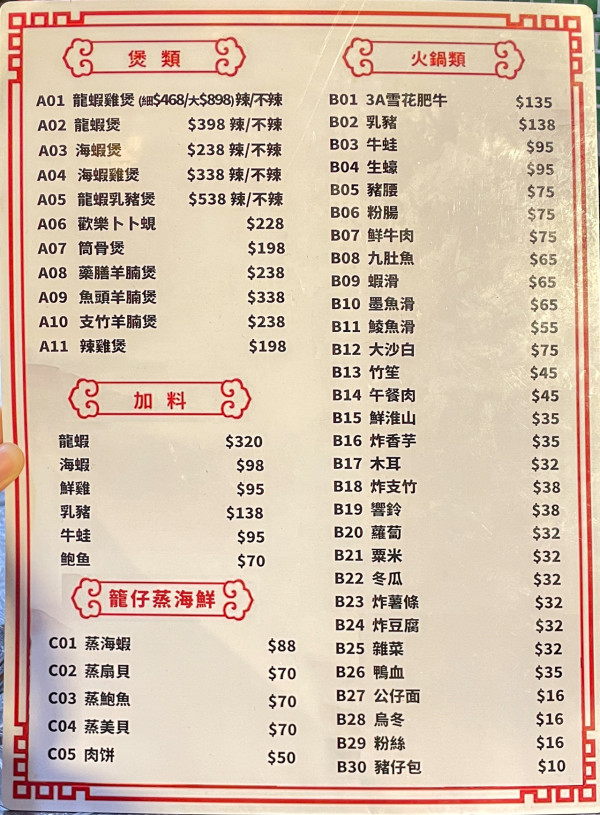 煲類
A01 龍蝦雞煲 (細$468/大$898)辣/不辣
A02 龍蝦煲 $398 辣/不辣
A03 海蝦煲 $238 辣/不辣
A04 海蝦雞煲 $338 辣/不辣
A05 龍蝦乳豬煲 $538 辣/不辣
A06 歡樂卜卜蜆 $228
A07 筒骨煲 $198
A08 藥膳羊腩煲 $238
A09 魚頭羊腩煲 $338
A10 支竹羊腩煲 $238
A11 辣雞煲 $198
加料
龍蝦 $320
海蝦 $98
鮮雞 $95
乳豬 $138
牛蛙 $95
鮑魚 $70
籠仔蒸海鮮
C01 蒸海蝦 $88
C02 蒸扇貝 $70
C03 蒸鮑魚 $70
C04 蒸美貝 $70
C05 肉饼 $50
火鍋類
B01 3A雪花肥牛 $135
B02 乳豬 $138
B03 牛蛙 $95
B04 生蠔 $95
B05 豬腰 $75
B06 粉腸 $75
B07 鮮牛肉 $75
B08 九肚魚 $65
B09 蝦滑 $65
B10 墨魚滑 $65
B11 鯪魚滑 $55
B12 大沙白 $75
B13 竹笙 $45
B14 午餐肉 $45
B15 鮮淮山 $35
B16 炸香芋 $35
B17 木耳 $32
B18 炸支竹 $38
B19 響鈴 $38
B20 蘿蔔 $32
B21 粟米 $32
B22 冬瓜 $32
B23 炸薯條 $32
B24 炸豆腐 $32
B25 雜菜 $32
B26 鴨血 $35
B27 公仔面 $16
B28 烏冬 $16
B29 粉絲 $16
B30 豬仔包 $10